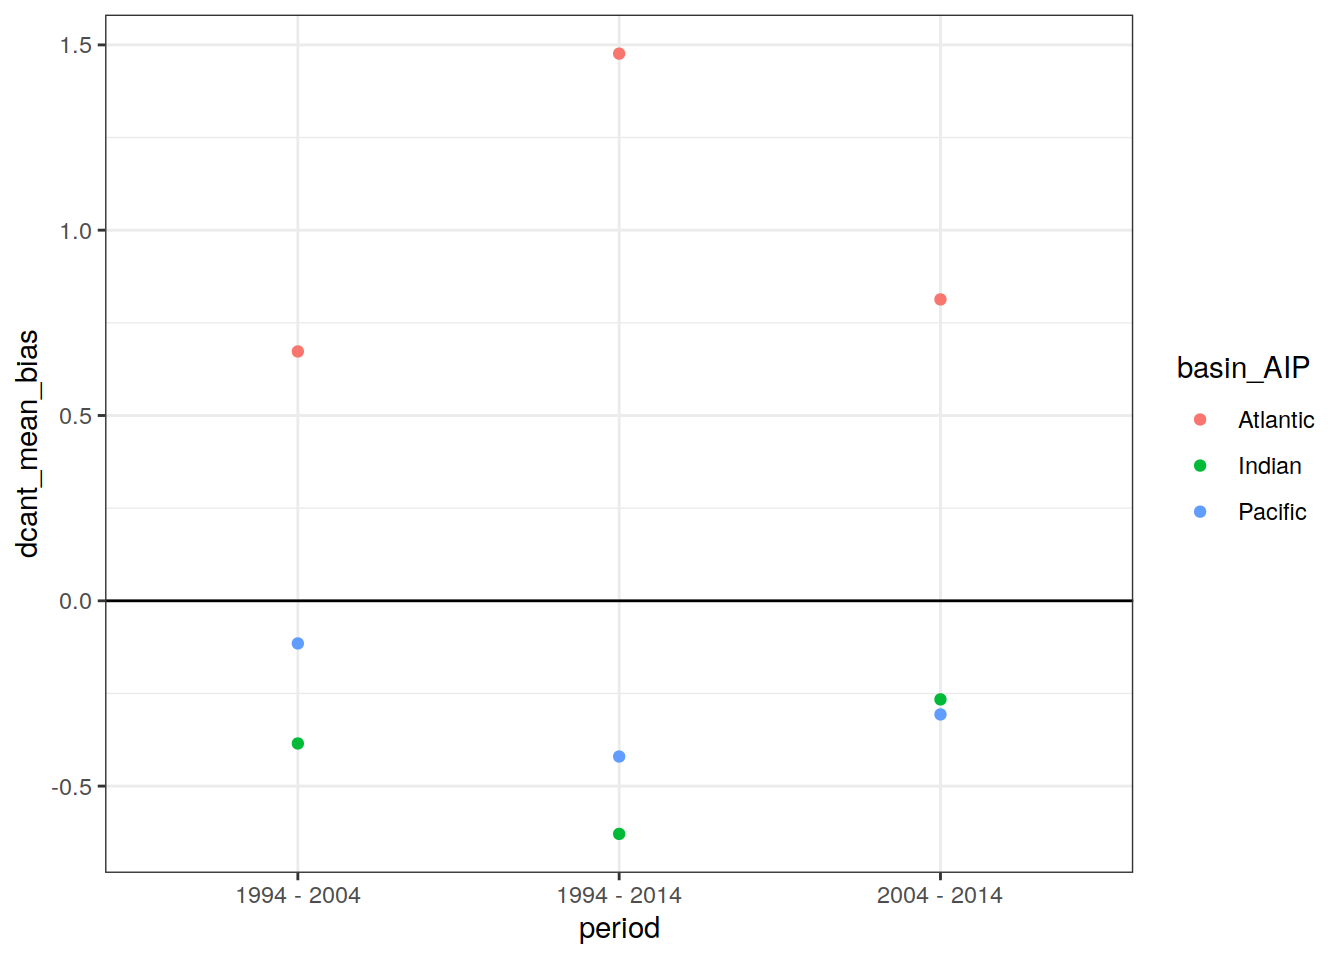 1.5
1.0
0.5
0.0
-0.5
dcant_mean_bias
1994 - 2004
1994 - 2014
2004 - 2014
period
basin_AIP
Atlantic
Indian
Pacific